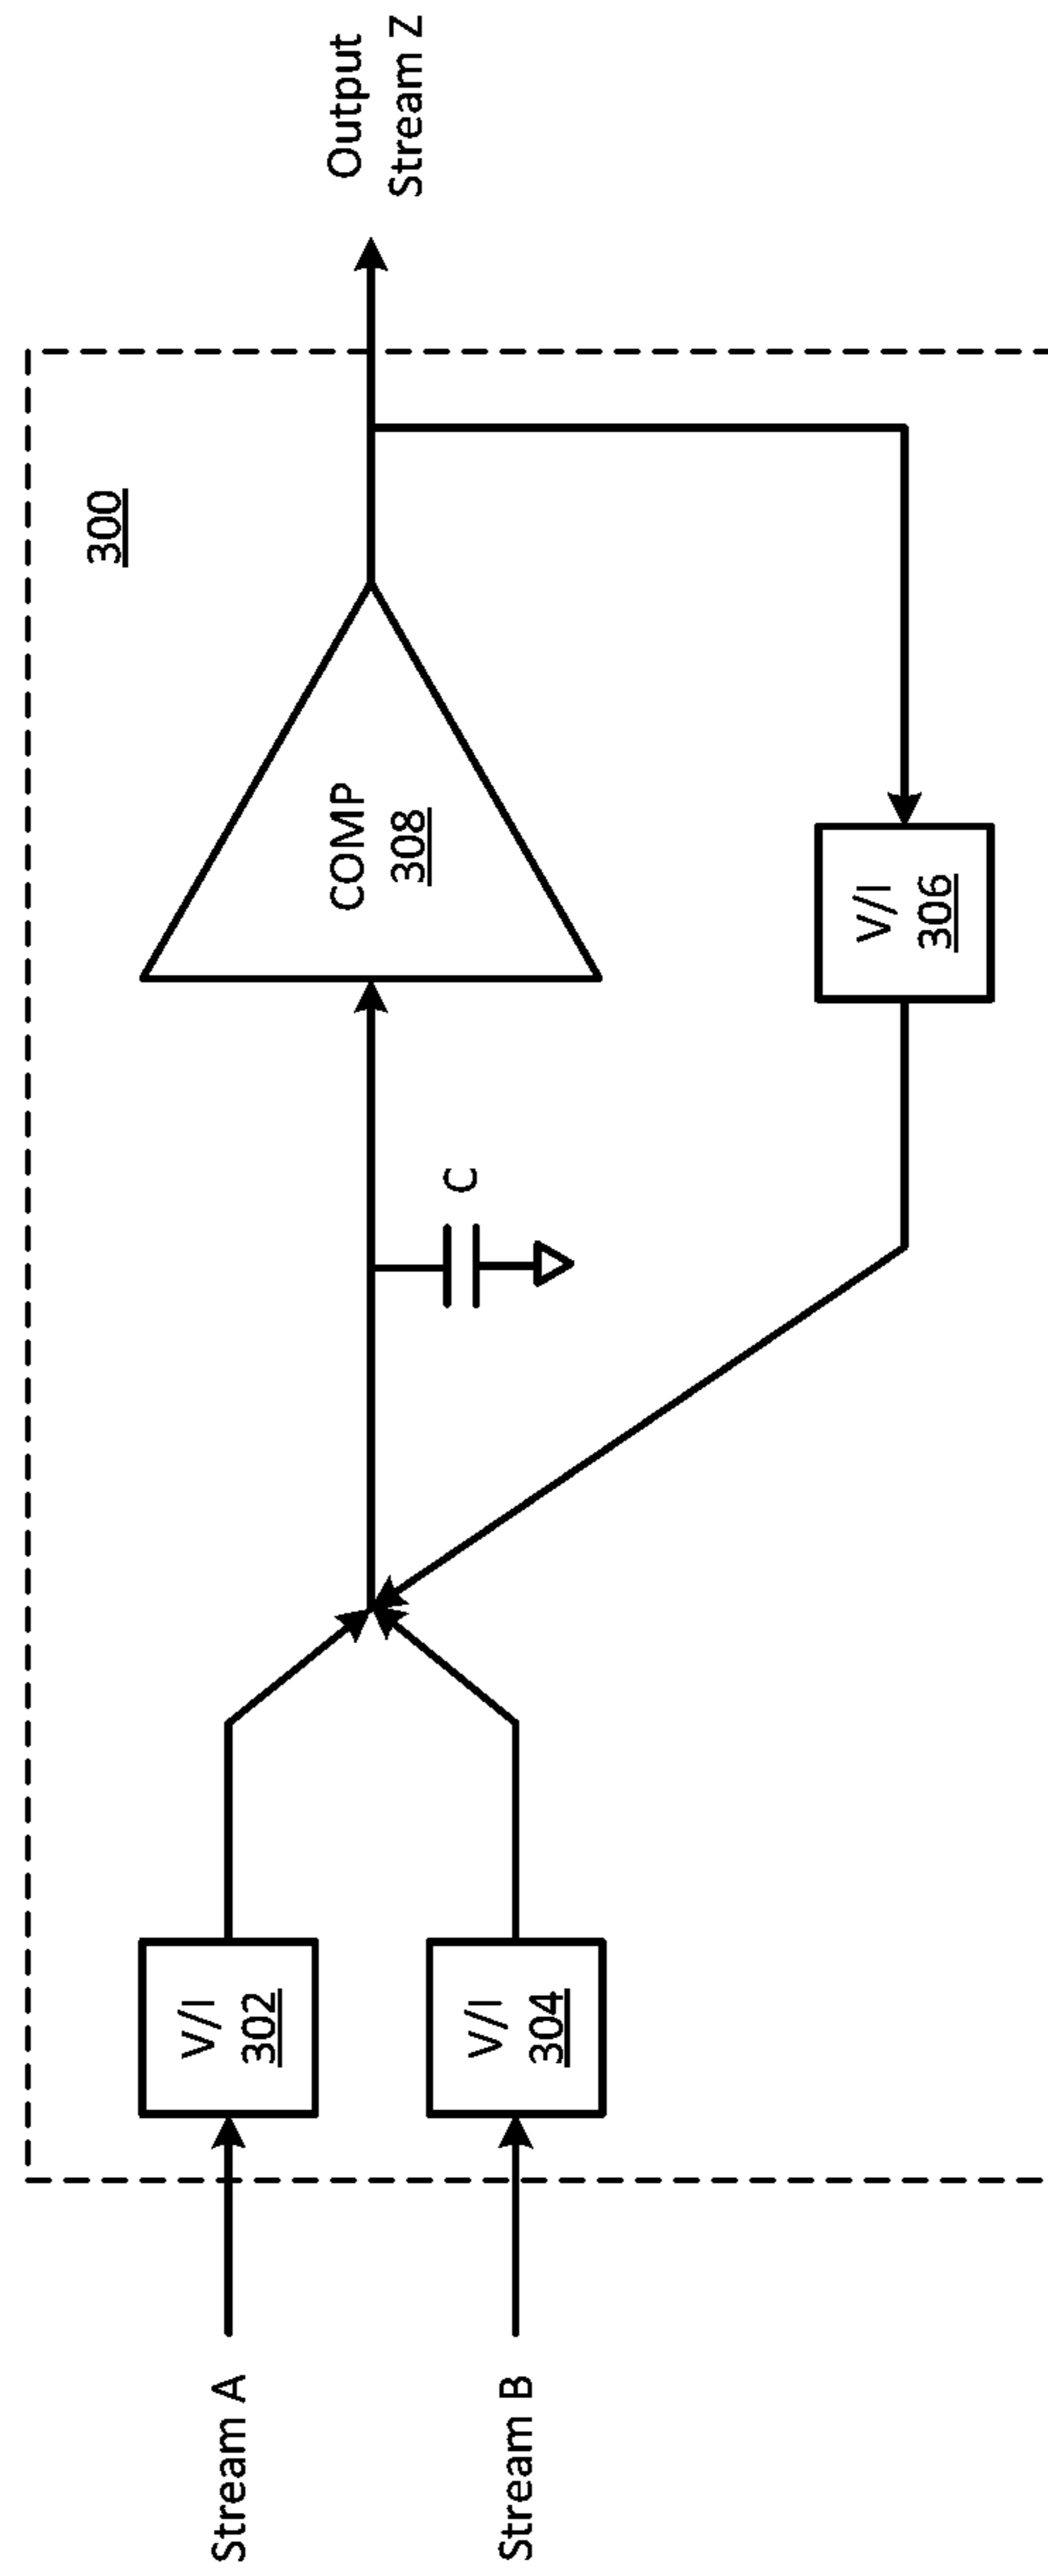 300
Stream A
V/I
302
Stream B
V/I
304
C
COMP
308
V/I
306
Output
Stream Z